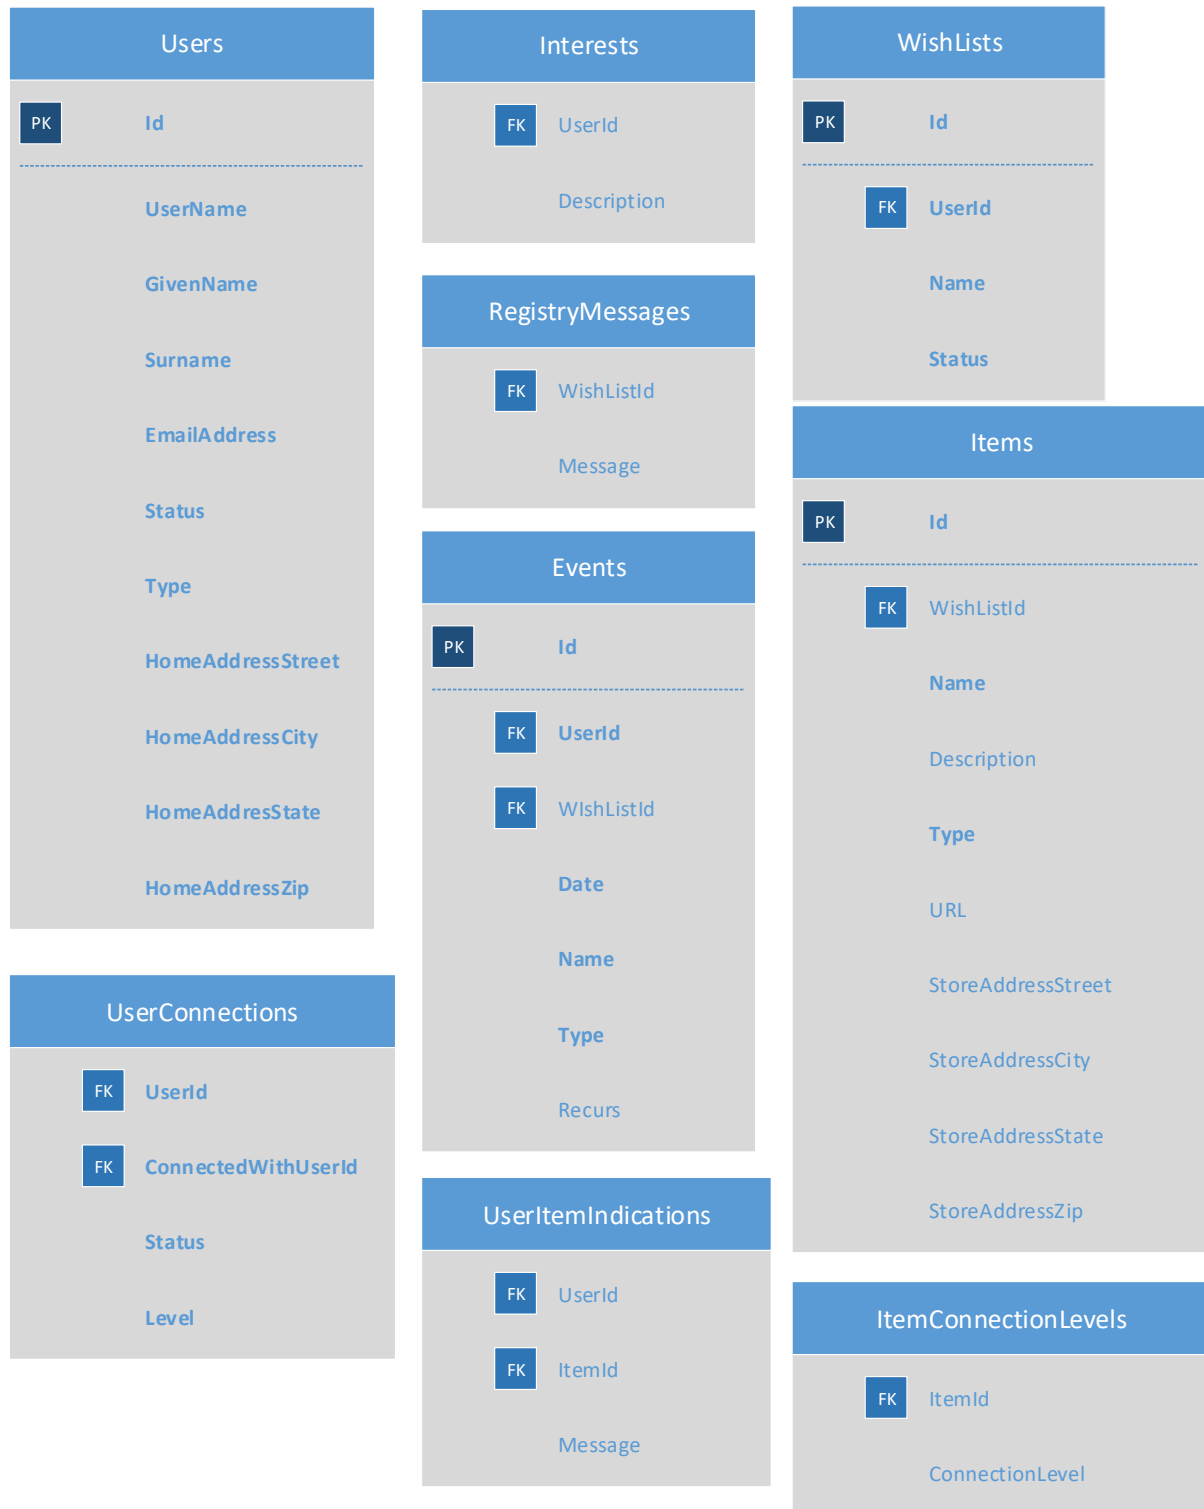 Users
PK Id
UserName
GivenName
Surname
EmailAddress
Status
Type
HomeAddressStreet
HomeAddressCity
HomeAddresState
HomeAddressZip
UserConnections
FK UserId
FK ConnectedWithUserId
Status
Level
Interests
FK UserId
Description
RegistryMessages
FK WishListId
Message
Events
PK Id
FK UserId
FK WIshListId
Date
Name
Type
Recurs
UserItemIndications
FK UserId
FK ItemId
Message
WishLists
PK Id
FK UserId
Name
Status
Items
PK Id
FK WishListId
Name
Description
Type
URL
StoreAddressStreet
StoreAddressCity
StoreAddressState
StoreAddressZip
ItemConnectionLevels
FK ItemId
ConnectionLevel